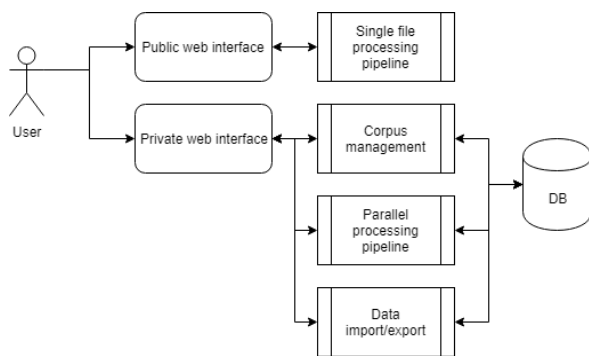 Public web interface
Single file
processing
pipeline
User
Private web interface
Corpus
management
DB
Parallel
processing
pipeline
Data
import/export